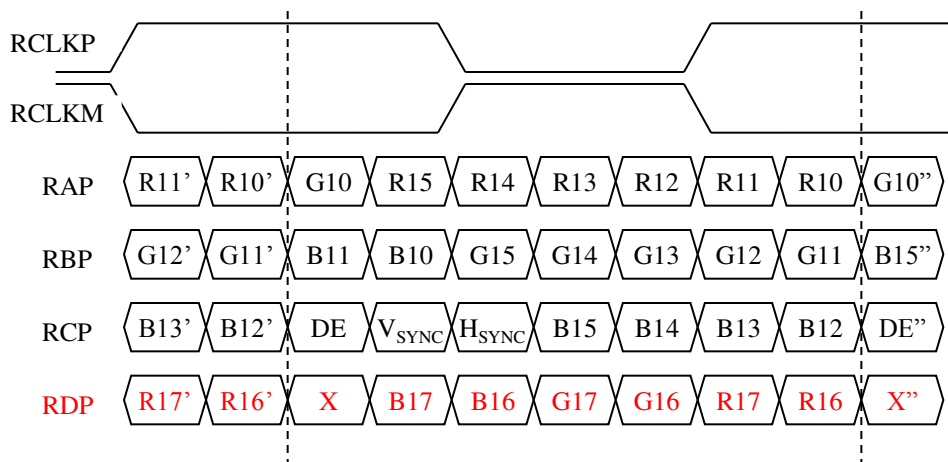 RCLKP
RCLKM
RAP R11’ R10’ G10 R15 R14 R13 R12 R11 R10 G10”
RBP G12’ G11’ B11 B10 G15 G14 G13 G12 G11 B15”
RCP B13’ B12’ DE VSYNC HSYNC B15 B14 B13 B12 DE”
RDP R17’ R16’ X B17 B16 G17 G16 R17 R16 X”